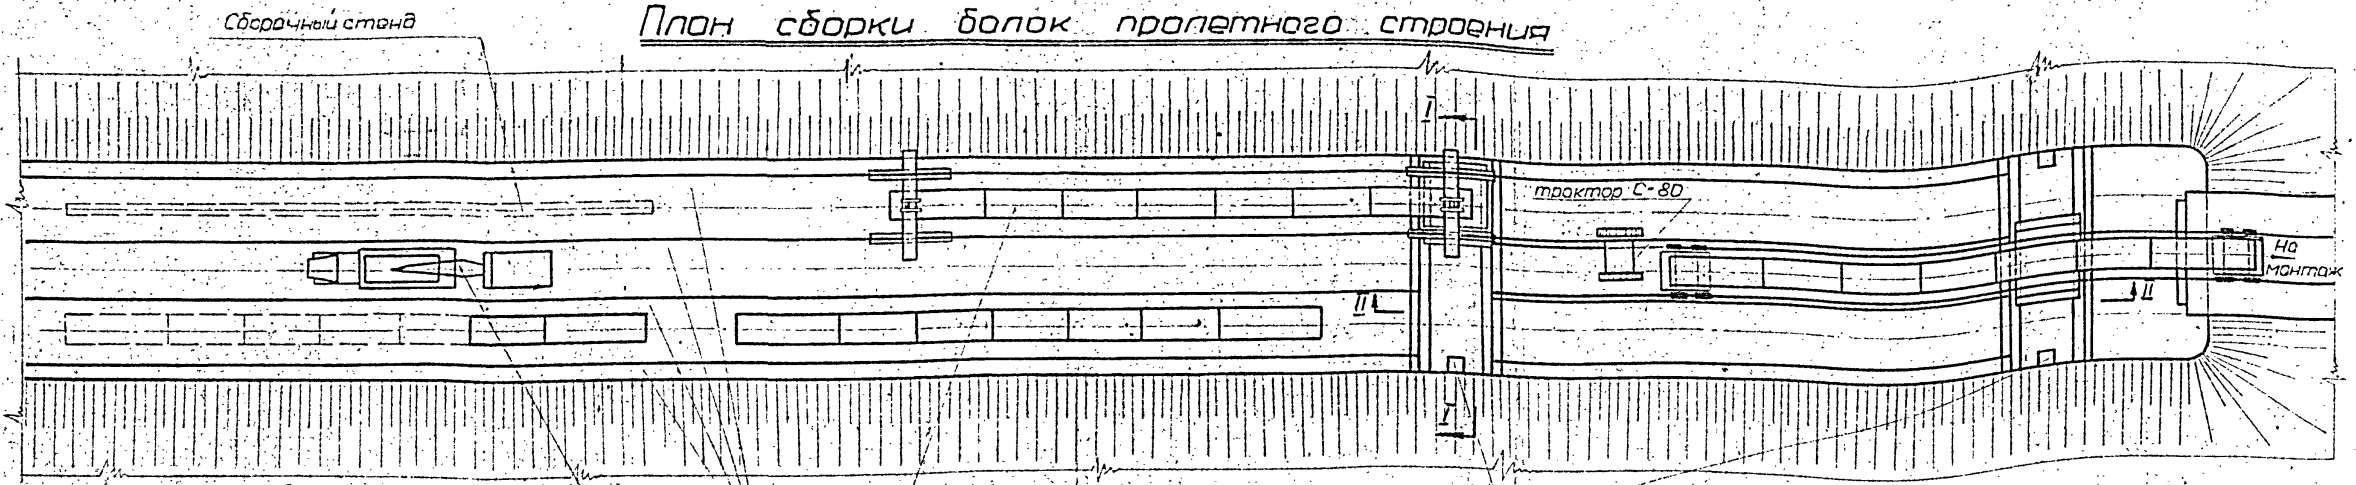 Сборочный стенд
План сборки балок пролетного строения
I
трактор С-80
На
монтаж
II
II
I